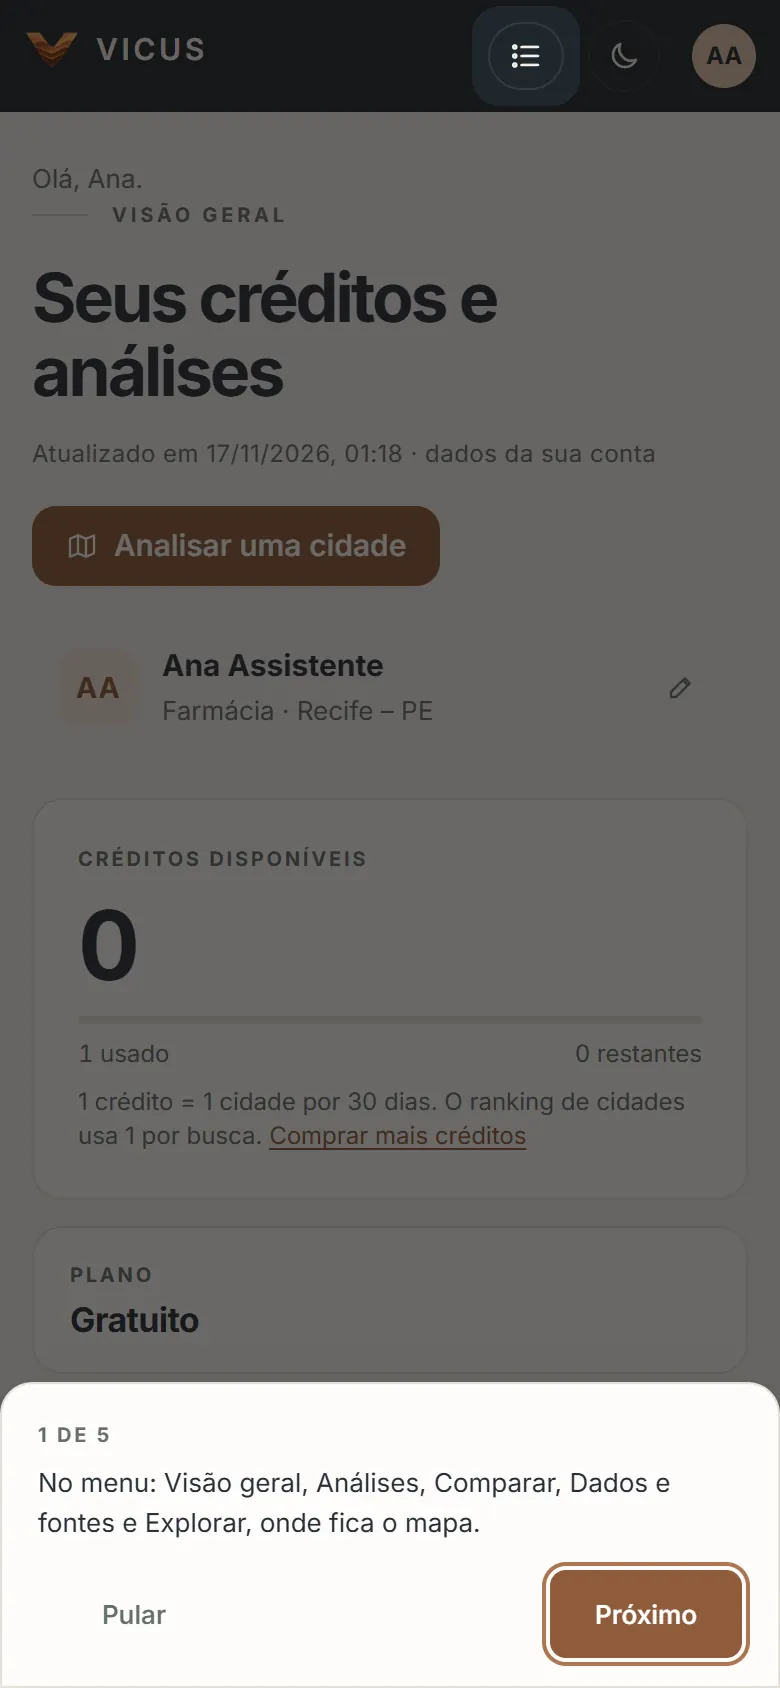 VICUS
AA
Olá, Ana.
VISÃO GERAL
Seus créditos e
análises
Atualizado em 17/11/2026, 01:18 · dados da sua conta
Analisar uma cidade
AA
Ana Assistente
Farmácia · Recife – PE
CRÉDITOS DISPONÍVEIS
0
1 usado
0 restantes
1 crédito = 1 cidade por 30 dias. O ranking de cidades
usa 1 por busca. Comprar mais créditos
PLANO
Gratuito
1 DE 5
No menu: Visão geral, Análises, Comparar, Dados e
fontes e Explorar, onde fica o mapa.
Pular
Próximo